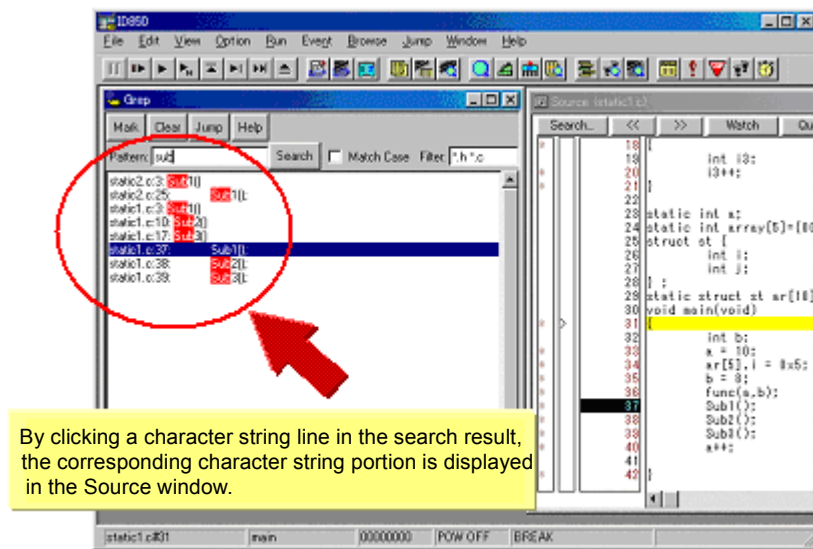 ID850
File Edit View Option Run Event Browse Jump Window Help
Grep
Mark Clear Jump Help
Pattern: sub Search Match Case Filter: *.h *.c
static2.c:3: Sub1()
static2.c:25: Sub1();
static1.c:3: Sub1()
static1.c:10: Sub2()
static1.c:17: Sub3()
static1.c:37: Sub1();
static1.c:38: Sub2();
static1.c:39: Sub3();
Source (static1.c)
Search... << >> Watch Qu
18 {
19 int i3;
20 i3++;
21 }
22
23 static int a;
24 static int array[5]={00
25 struct st {
26 int i;
27 int j;
28 } ;
29 static struct st ar[10]
30 void main(void)
31 {
32 int b;
33 a = 10;
34 ar[5].i = 0x5;
35 b = 8;
36 func(a,b);
37 Sub1();
38 Sub2();
39 Sub3();
40 a++;
41
42 }
By clicking a character string line in the search result,
the corresponding character string portion is displayed
in the Source window.
static1.c#31 main 00000000 POW OFF BREAK